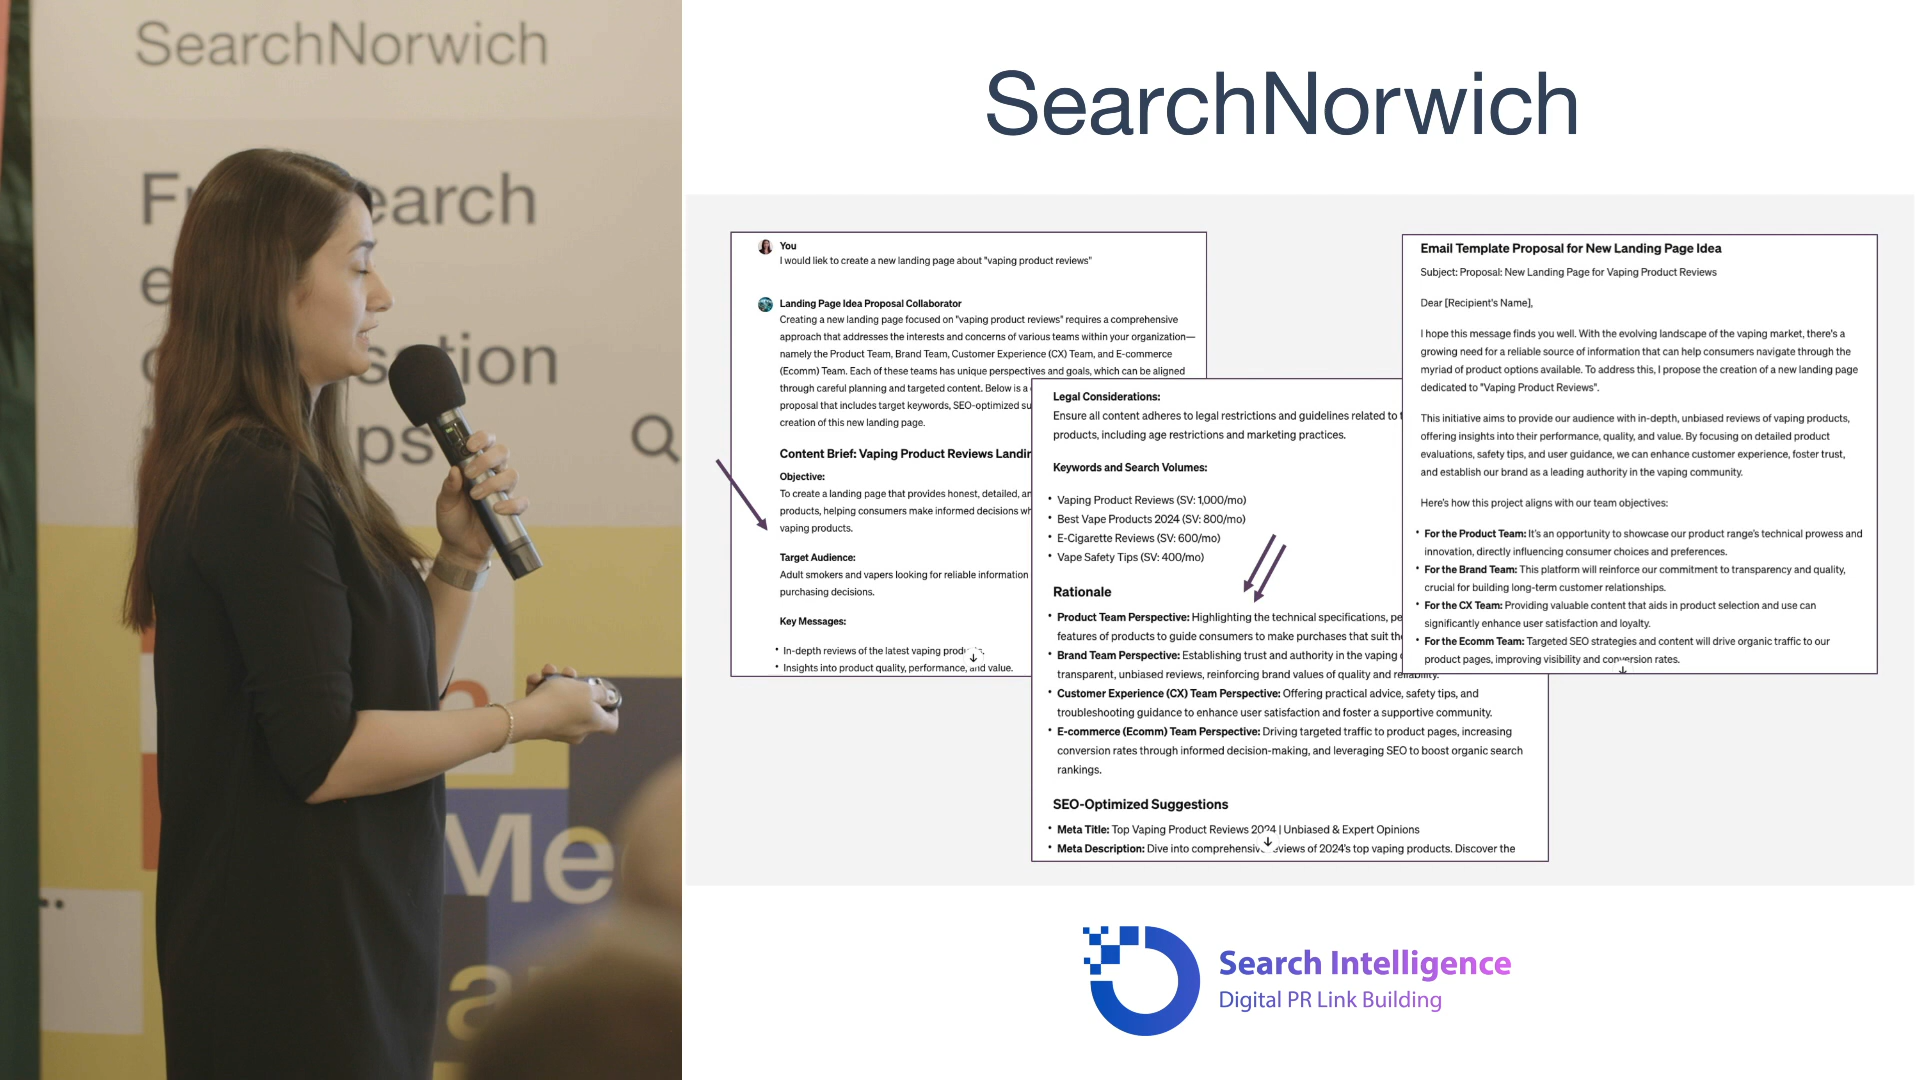 SearchNorwich
F
earch
e
stion
ps
Me
a
SearchNorwich
You
I would liek to create a new landing page about "vaping product reviews"
Landing Page Idea Proposal Collaborator
Creating a new landing page focused on "vaping product reviews" requires a comprehensive
approach that addresses the interests and concerns of various teams within your organization—
namely the Product Team, Brand Team, Customer Experience (CX) Team, and E-commerce
(Ecomm) Team. Each of these teams has unique perspectives and goals, which can be aligned
through careful planning and targeted content. Below is a
proposal that includes target keywords, SEO-optimized su
creation of this new landing page.
Content Brief: Vaping Product Reviews Landin
Objective:
To create a landing page that provides honest, detailed, an
products, helping consumers make informed decisions wh
vaping products.
Target Audience:
Adult smokers and vapers looking for reliable information
purchasing decisions.
Key Messages:
• In-depth reviews of the latest vaping products.
• Insights into product quality, performance, and value.
Legal Considerations:
Ensure all content adheres to legal restrictions and guidelines related to
products, including age restrictions and marketing practices.
Keywords and Search Volumes:
• Vaping Product Reviews (SV: 1,000/mo)
• Best Vape Products 2024 (SV: 800/mo)
• E-Cigarette Reviews (SV: 600/mo)
• Vape Safety Tips (SV: 400/mo)
Rationale
• Product Team Perspective: Highlighting the technical specifications, pe
features of products to guide consumers to make purchases that suit the
• Brand Team Perspective: Establishing trust and authority in the vaping
transparent, unbiased reviews, reinforcing brand values of quality and reliability.
• Customer Experience (CX) Team Perspective: Offering practical advice, safety tips, and
troubleshooting guidance to enhance user satisfaction and foster a supportive community.
• E-commerce (Ecomm) Team Perspective: Driving targeted traffic to product pages, increasing
conversion rates through informed decision-making, and leveraging SEO to boost organic search
rankings.
SEO-Optimized Suggestions
• Meta Title: Top Vaping Product Reviews 2024 | Unbiased & Expert Opinions
• Meta Description: Dive into comprehensive reviews of 2024's top vaping products. Discover the
Email Template Proposal for New Landing Page Idea
Subject: Proposal: New Landing Page for Vaping Product Reviews
Dear [Recipient's Name],
I hope this message finds you well. With the evolving landscape of the vaping market, there's a
growing need for a reliable source of information that can help consumers navigate through the
myriad of product options available. To address this, I propose the creation of a new landing page
dedicated to "Vaping Product Reviews".
This initiative aims to provide our audience with in-depth, unbiased reviews of vaping products,
offering insights into their performance, quality, and value. By focusing on detailed product
evaluations, safety tips, and user guidance, we can enhance customer experience, foster trust,
and establish our brand as a leading authority in the vaping community.
Here's how this project aligns with our team objectives:
• For the Product Team: It's an opportunity to showcase our product range's technical prowess and
innovation, directly influencing consumer choices and preferences.
• For the Brand Team: This platform will reinforce our commitment to transparency and quality,
crucial for building long-term customer relationships.
• For the CX Team: Providing valuable content that aids in product selection and use can
significantly enhance user satisfaction and loyalty.
• For the Ecomm Team: Targeted SEO strategies and content will drive organic traffic to our
product pages, improving visibility and conversion rates.
Search Intelligence
Digital PR Link Building